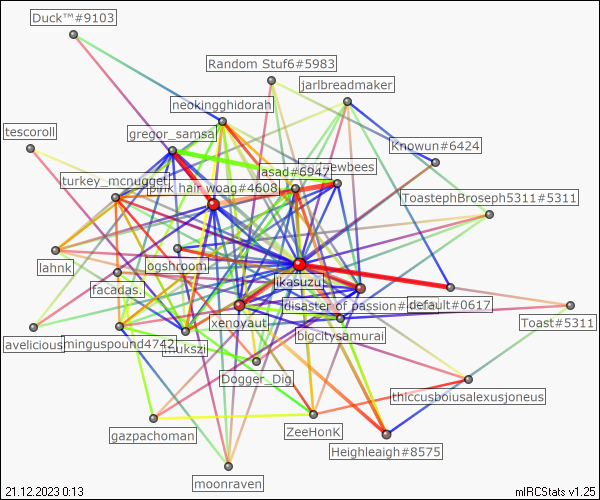 Duck™#9103
Random Stuf6#5983
jarlbreadmaker
neokingghidorah
tescoroll
gregor_samsa
Knowun#6424
asad#6947
turkey_mcnugget
pink hair woag#4608
ToastephBroseph5311#5311
lahnk
ogshroom
facadas.
ikasuzu
disaster of passion
default#0617
Toast#5311
xenoyaut
avelicious
minguspound4742
mukszi
bigcitysamurai
Dogger_Dig
thiccusboiusalexusjoneus
gazpachoman
ZeeHonK
Heighleaigh#8575
moonraven
21.12.2023 0:13
mIRCStats v1.25